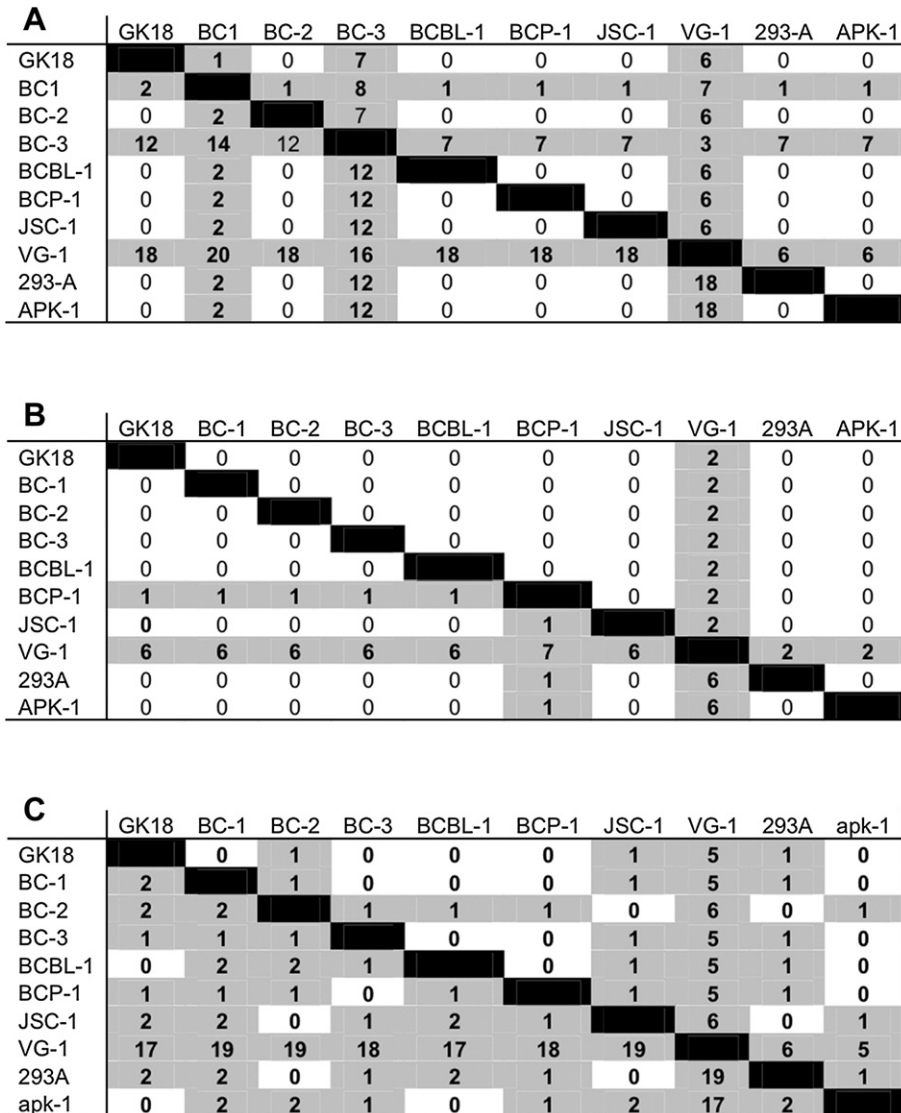 A
GK18 BC1 BC-2 BC-3 BCBL-1 BCP-1 JSC-1 VG-1 293-A APK-1
GK18 1 0 7 0 0 0 6 0 0
BC1 2 1 8 1 1 1 7 1 1
BC-2 0 2 7 0 0 0 6 0 0
BC-3 12 14 12 7 7 7 3 7 7
BCBL-1 0 2 0 12 0 0 6 0 0
BCP-1 0 2 0 12 0 0 6 0 0
JSC-1 0 2 0 12 0 0 6 0 0
VG-1 18 20 18 16 18 18 18 6 6
293-A 0 2 0 12 0 0 0 18 0
APK-1 0 2 0 12 0 0 0 18 0
B
GK18 BC-1 BC-2 BC-3 BCBL-1 BCP-1 JSC-1 VG-1 293A APK-1
GK18 0 0 0 0 0 0 2 0 0
BC-1 0 0 0 0 0 0 2 0 0
BC-2 0 0 0 0 0 0 2 0 0
BC-3 0 0 0 0 0 0 2 0 0
BCBL-1 0 0 0 0 0 0 2 0 0
BCP-1 1 1 1 1 1 0 2 0 0
JSC-1 0 0 0 0 0 1 2 0 0
VG-1 6 6 6 6 6 7 6 2 2
293A 0 0 0 0 0 1 0 6 0
APK-1 0 0 0 0 0 1 0 6 0
C
GK18 BC-1 BC-2 BC-3 BCBL-1 BCP-1 JSC-1 VG-1 293A apk-1
GK18 0 1 0 0 0 1 5 1 0
BC-1 2 1 0 0 0 1 5 1 0
BC-2 2 2 1 1 1 0 6 0 1
BC-3 1 1 1 0 0 1 5 1 0
BCBL-1 0 2 2 1 0 1 5 1 0
BCP-1 1 1 1 0 1 1 5 1 0
JSC-1 2 2 0 1 2 1 6 0 1
VG-1 17 19 19 18 17 18 19 6 5
293A 2 2 0 1 2 1 0 19 1
apk-1 0 2 2 1 0 1 2 17 2